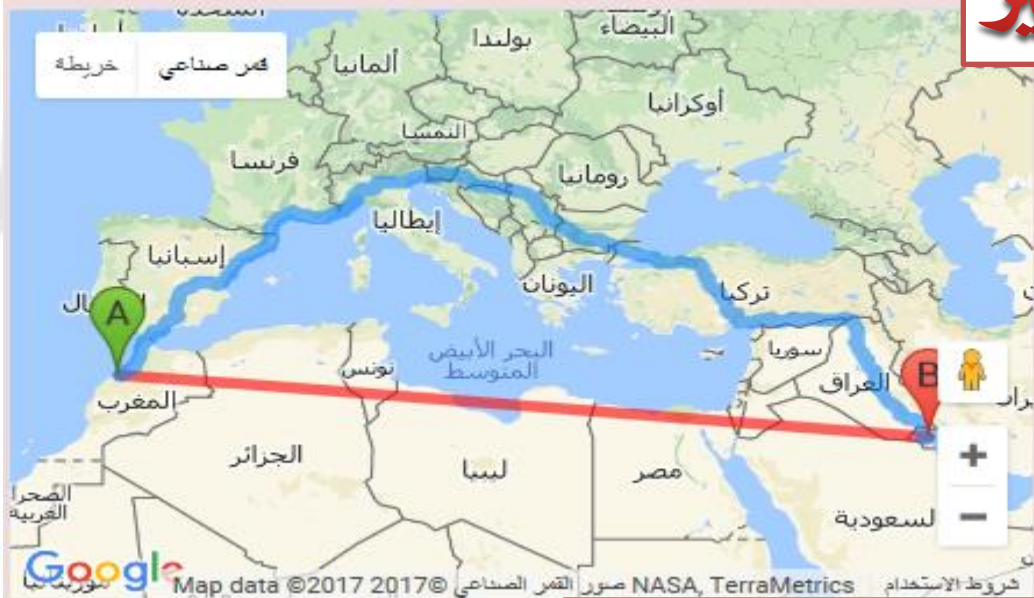 قمر صناعي
خريطة
البيضاء
بولندا
ألمانيا
أوكرانيا
النمسا
فرنسا
رومانيا
إيطاليا
إسبانيا
اليونان
تركيا
A
البحر الأبيض
المتوسط
تونس
سوريا
العراق
B
المغرب
الجزائر
ليبيا
مصر
الصحرا
الغربية
السعودية
+
−
Google
Map data ©2017 صور القمر الصناعي ©2017 NASA, TerraMetrics
شروط الاستخدام